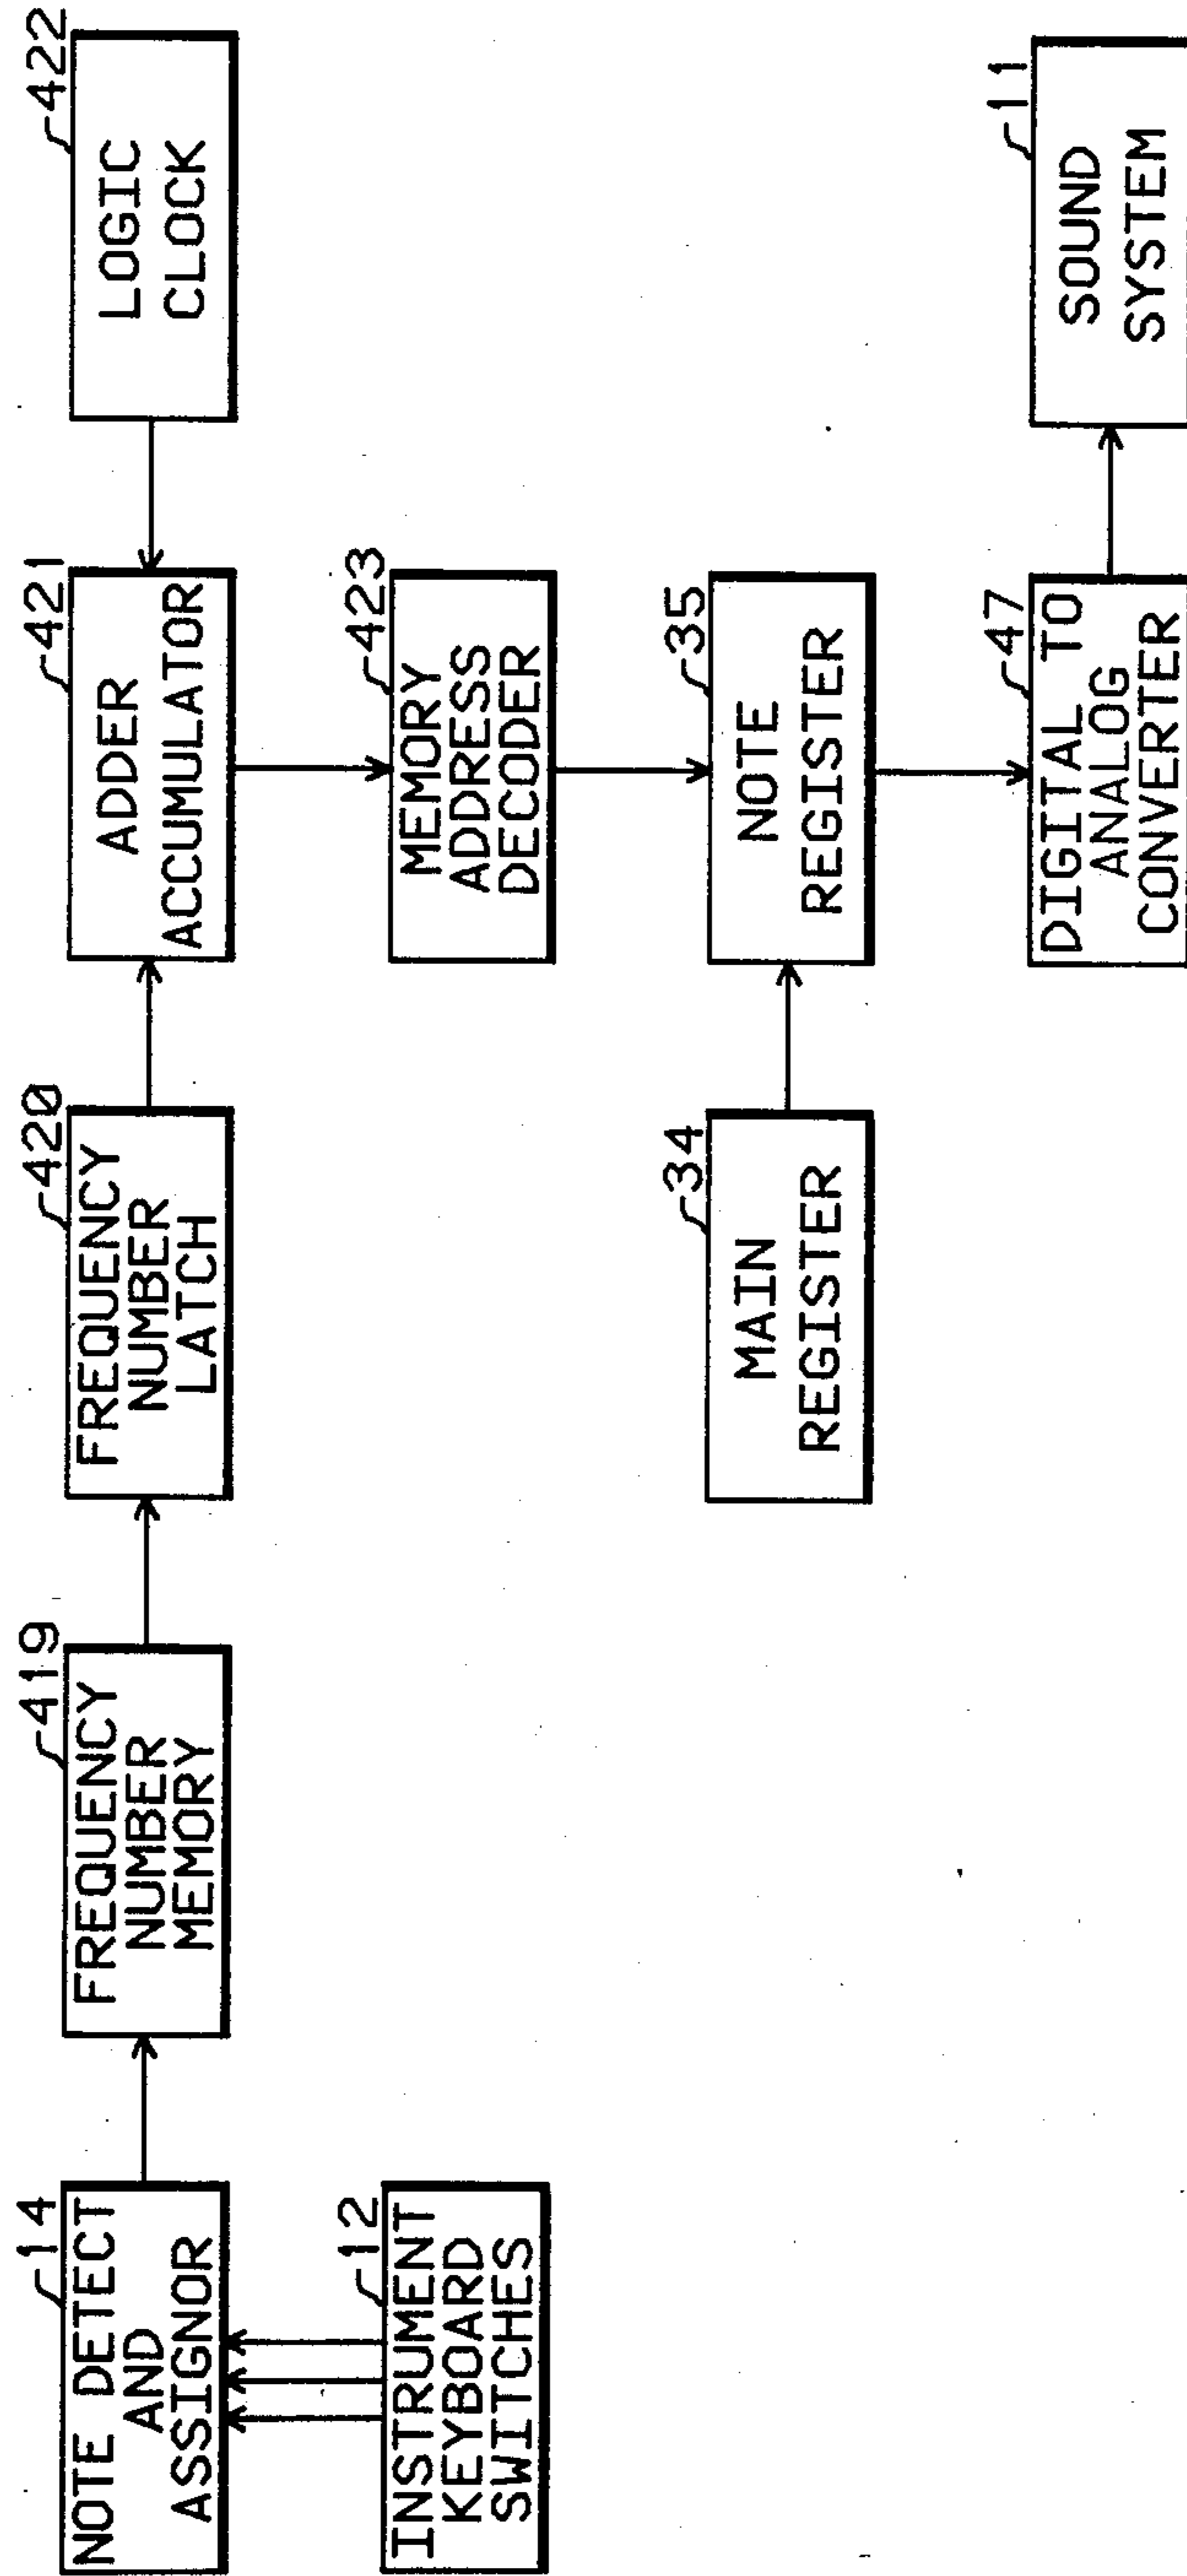 14
NOTE DETECT
AND
ASSIGNOR
12
INSTRUMENT
KEYBOARD
SWITCHES
419
FREQUENCY
NUMBER
MEMORY
420
FREQUENCY
NUMBER
LATCH
421
ADDER
ACCUMULATOR
422
LOGIC
CLOCK
423
MEMORY
ADDRESS
DECODER
34
MAIN
REGISTER
35
NOTE
REGISTER
47
DIGITAL TO
ANALOG
CONVERTER
11
SOUND
SYSTEM